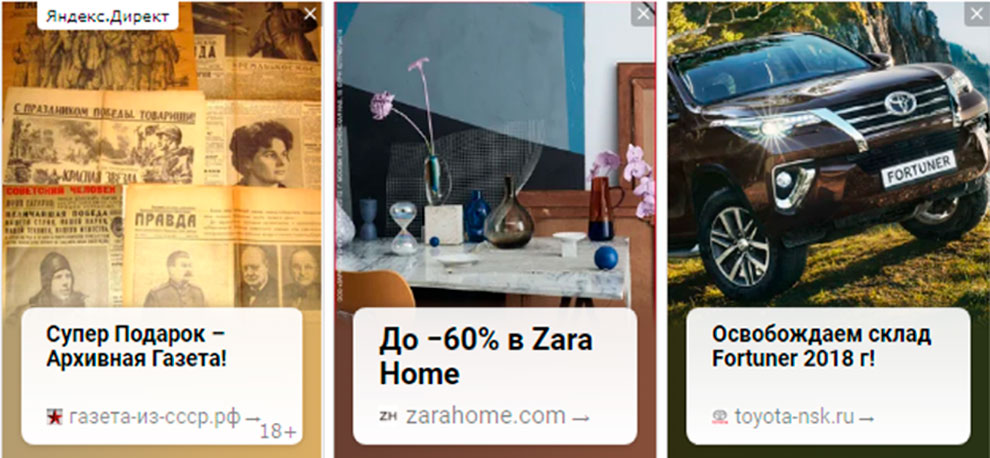 Яндекс.Директ
С ПРАЗДНИКОМ ПОБЕДЫ, ТОВАРИЩИ!
КРАСНАЯ ЗВЕЗДА
СОВЕТСКИЙ ЧЕЛОВЕК
ВЕЛИЧАЙШАЯ ПОБЕДА
ПРАВДА
Супер Подарок –
Архивная Газета!
газета-из-ссср.рф →
18+
До −60% в Zara
Home
ZH zarahome.com →
FORTUNER
Освобождаем склад
Fortuner 2018 г!
toyota-nsk.ru →